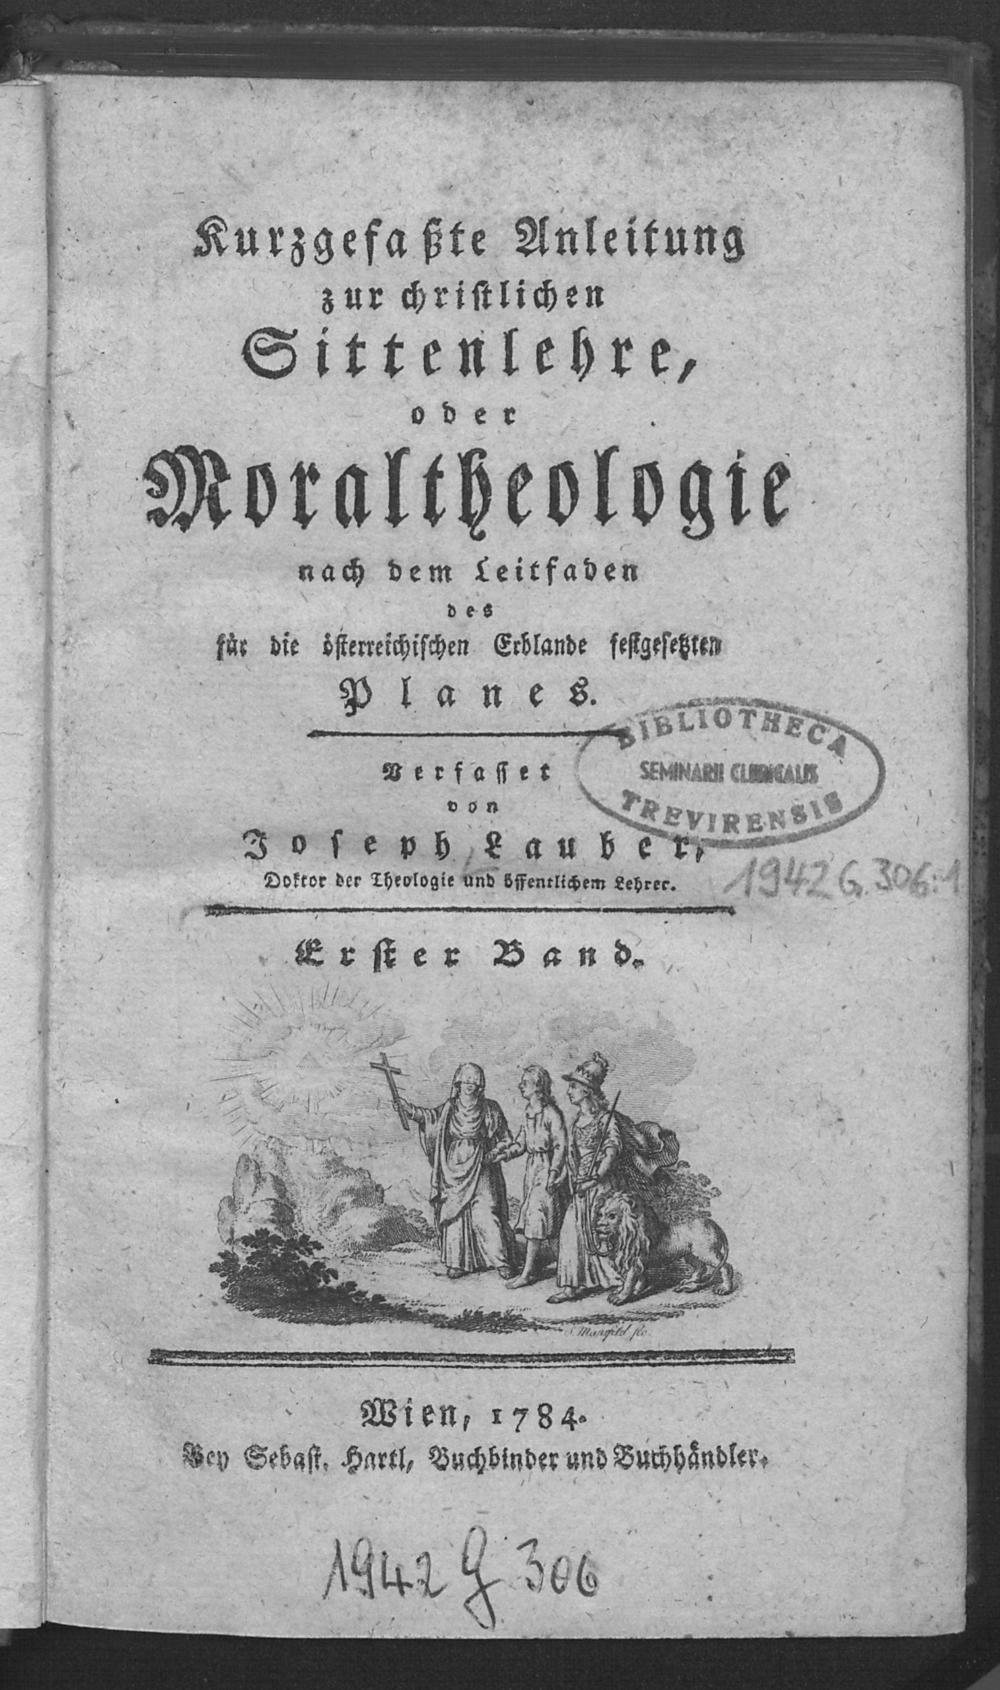 Kurzgefaßte Anleitung
zur christlichen
Sittenlehre,
oder
Moraltheologie
nach dem Leitfaden
des
für die österreichischen Erblande festgesetzten
Planes.
BIBLIOTHECA
SEMINARII CLERICALIS
TREVIRENSIS
Verfasset
von
Joseph Lauber,
Doktor der Theologie und öffentlichem Lehrer.
1942 G. 306:1
Erster Band.
Wien, 1784.
Bey Sebast. Hartl, Buchbinder und Buchhändler.
1942 G 306